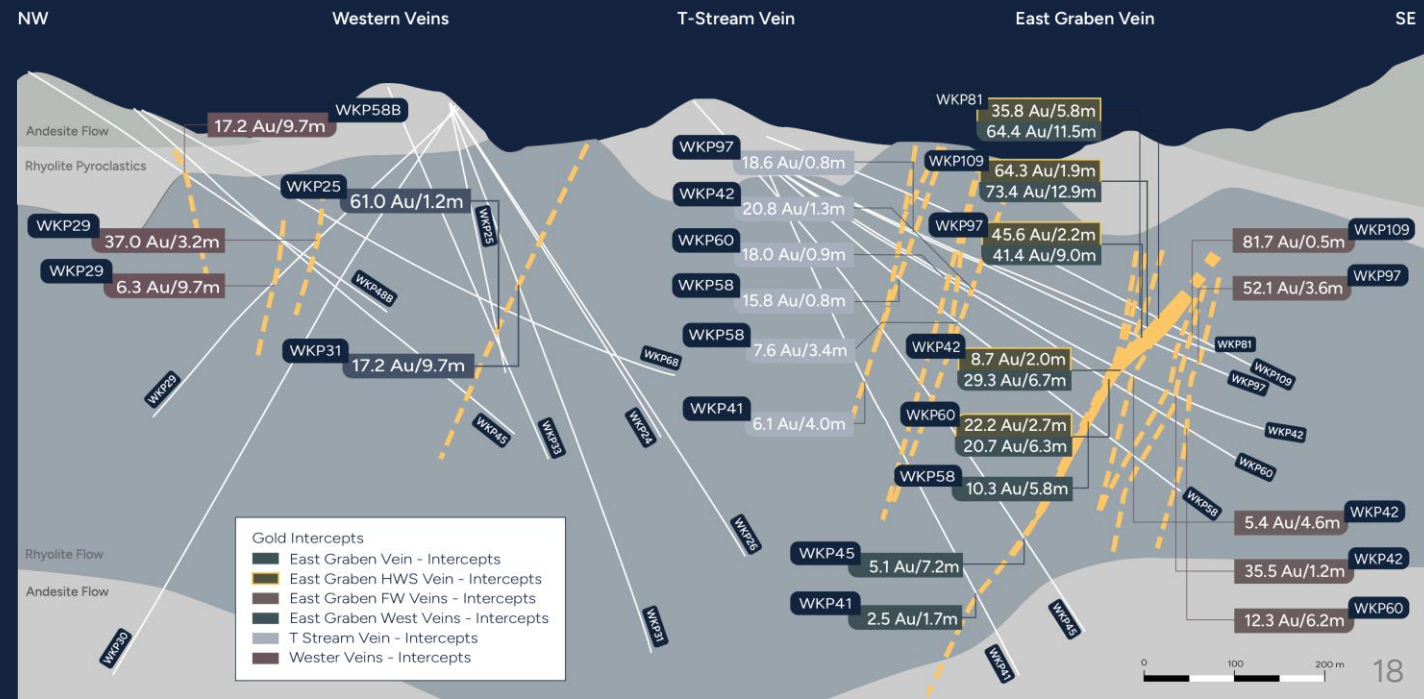 NW
Western Veins
T-Stream Vein
East Graben Vein
SE
Andesite Flow
Rhyolite Pyroclastics
WKP58B
17.2 Au/9.7m
WKP25
61.0 Au/1.2m
WKP29
37.0 Au/3.2m
WKP29
6.3 Au/9.7m
WKP31
17.2 Au/9.7m
WKP25
WKP48B
WKP29
WKP68
WKP45
WKP33
WKP24
WKP26
WKP30
WKP31
WKP97
18.6 Au/0.8m
WKP42
20.8 Au/1.3m
WKP60
18.0 Au/0.9m
WKP58
15.8 Au/0.8m
WKP58
7.6 Au/3.4m
WKP41
6.1 Au/4.0m
WKP81
35.8 Au/5.8m
64.4 Au/11.5m
WKP109
64.3 Au/1.9m
73.4 Au/12.9m
WKP97
45.6 Au/2.2m
41.4 Au/9.0m
WKP42
8.7 Au/2.0m
29.3 Au/6.7m
WKP60
22.2 Au/2.7m
20.7 Au/6.3m
WKP58
10.3 Au/5.8m
WKP45
5.1 Au/7.2m
WKP41
2.5 Au/1.7m
WKP109
81.7 Au/0.5m
WKP97
52.1 Au/3.6m
WKP81
WKP109
WKP97
WKP42
WKP60
WKP58
WKP42
5.4 Au/4.6m
WKP42
35.5 Au/1.2m
WKP60
12.3 Au/6.2m
WKP45
WKP41
Rhyolite Flow
Andesite Flow
Gold Intercepts
East Graben Vein - Intercepts
East Graben HWS Vein - Intercepts
East Graben FW Veins - Intercepts
East Graben West Veins - Intercepts
T Stream Vein - Intercepts
Wester Veins - Intercepts
0 100 200 m
18